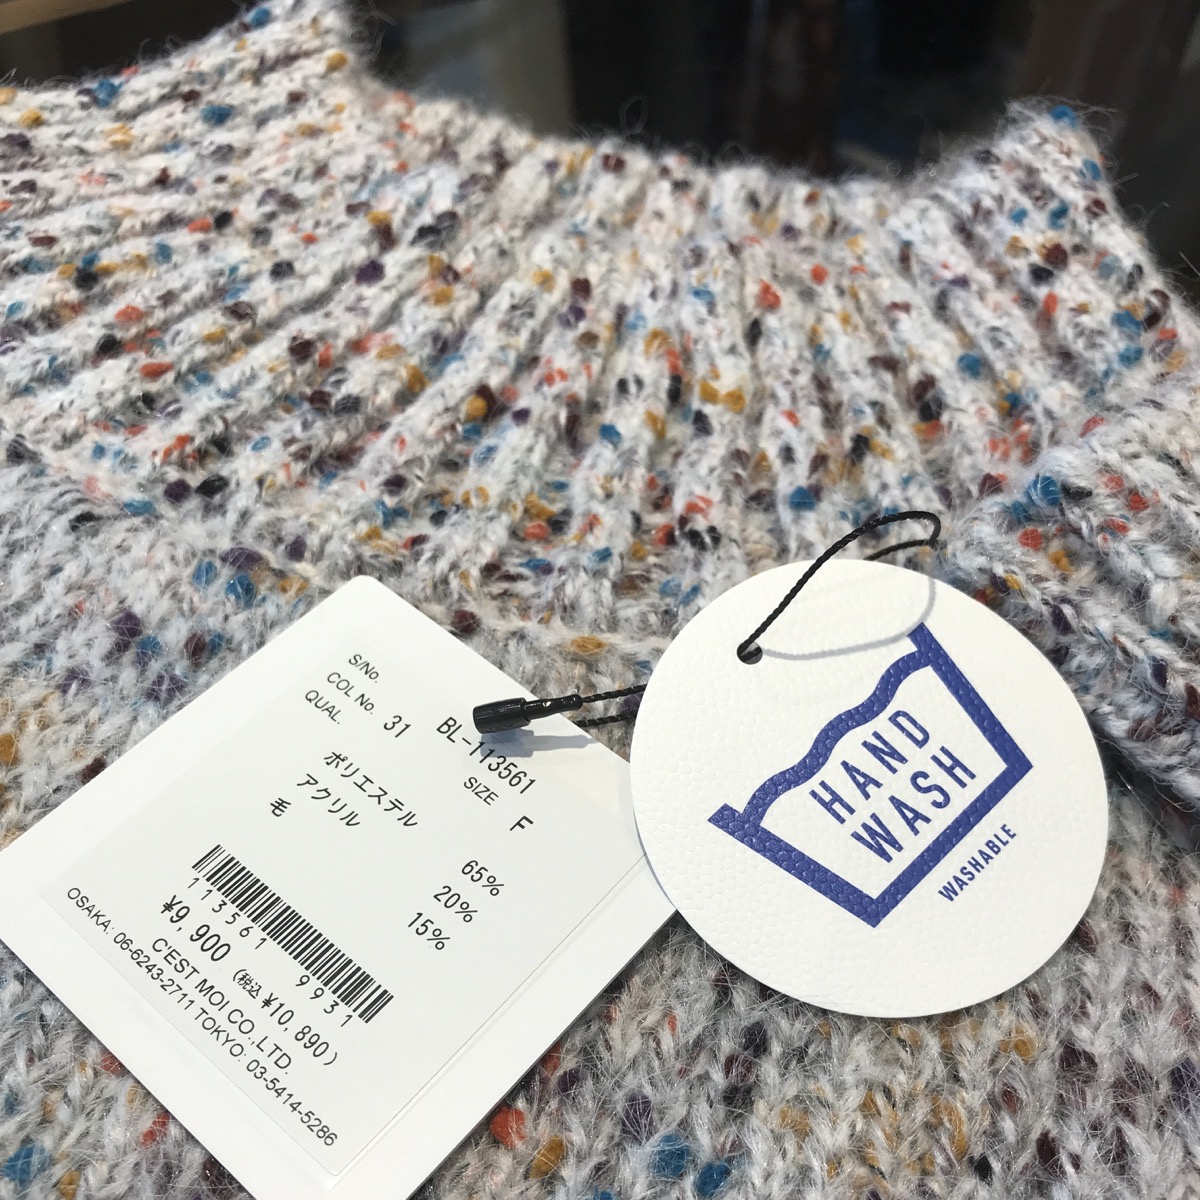 S/No. BL-113561
COL No. 31 SIZE F
QUAL.
ポリエステル 65%
アクリル 20%
毛 15%
113561 9931
¥9,900 (税込 ¥10,890)
C'EST MOI CO.,LTD.
OSAKA: 06-6243-2711 TOKYO: 03-5414-5286
HAND
WASH
WASHABLE